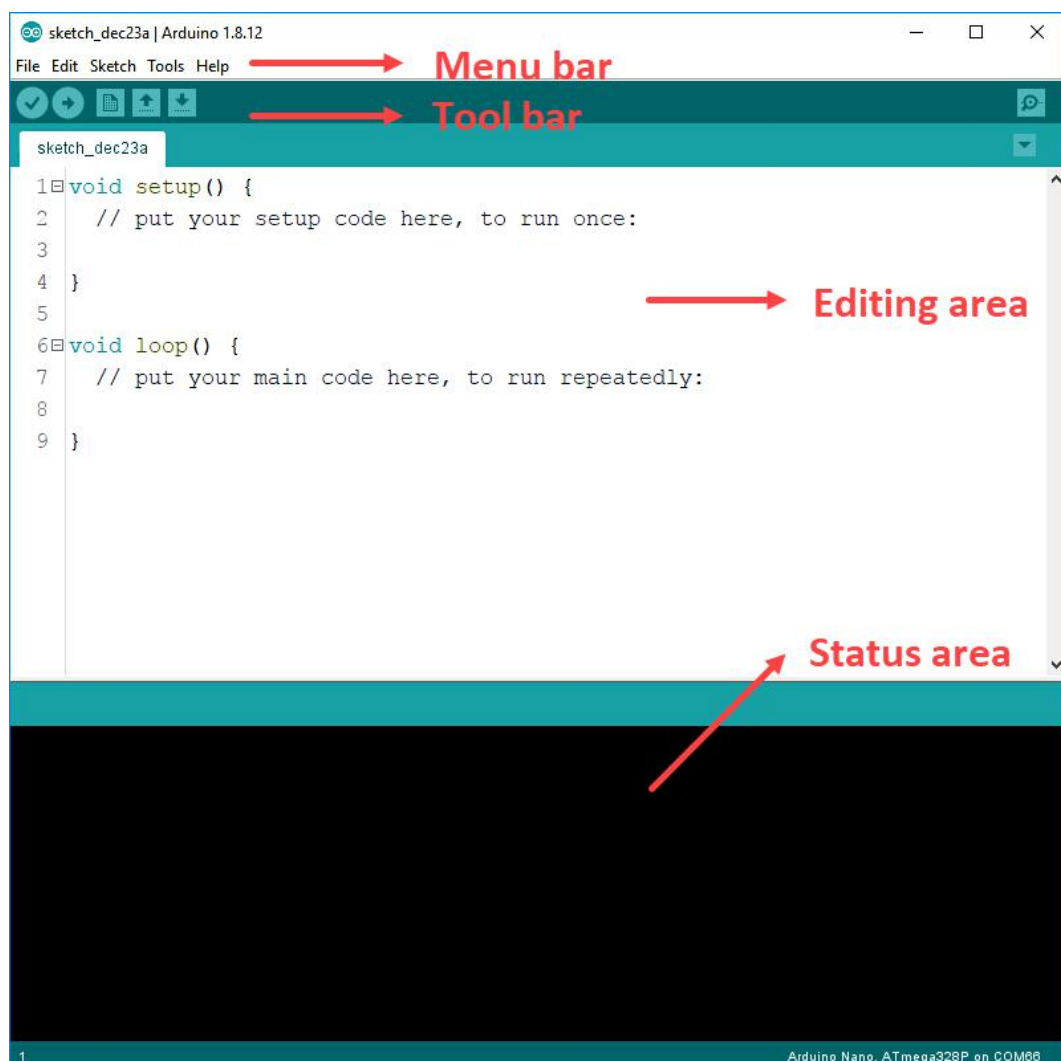 sketch_dec23a | Arduino 1.8.12
File Edit Sketch Tools Help
Menu bar
Tool bar
sketch_dec23a
1 void setup() {
2 // put your setup code here, to run once:
3
4 }
5
6 void loop() {
7 // put your main code here, to run repeatedly:
8
9 }
Editing area
Status area
1
Arduino Nano, ATmega328P on COM66